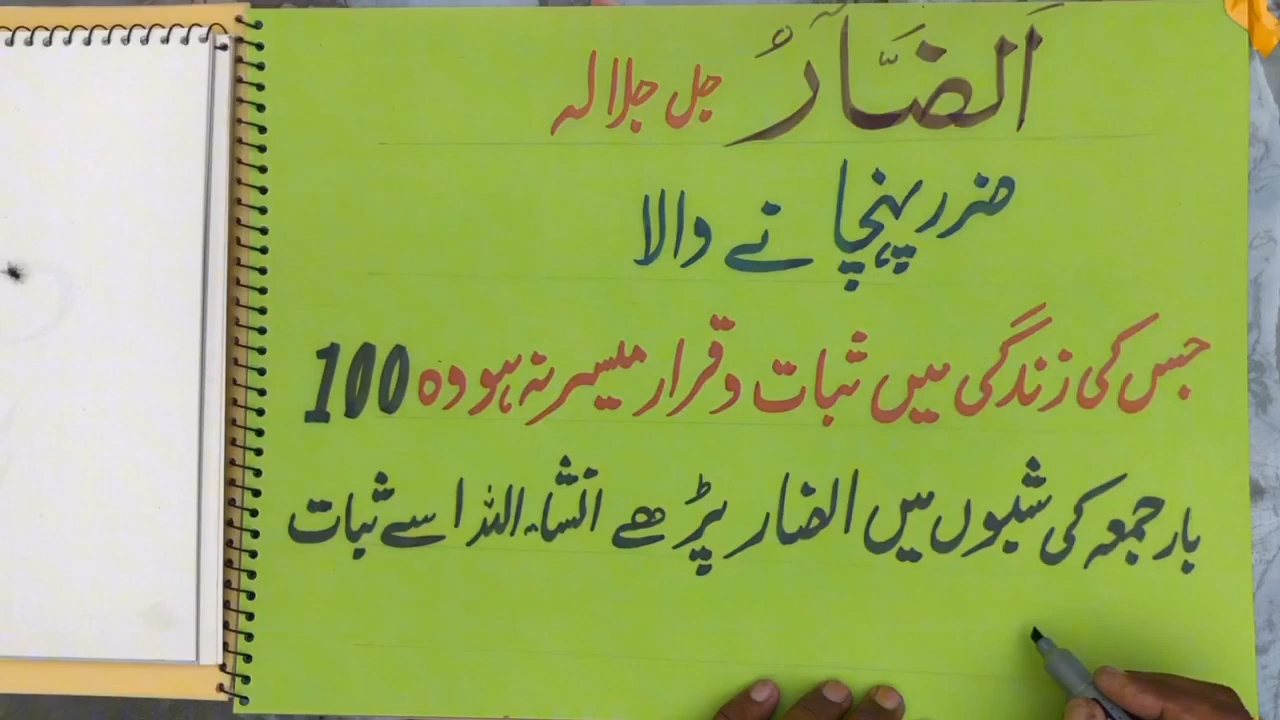 اَلضَّآرُ جل جلالہ
ضرر پہنچانے والا
جس کی زندگی میں ثبات وقرار میسر نہ ہو وہ 100
بار جمعہ کی شبوں میں الضار پڑھے انشاءاللہ اسے ثبات